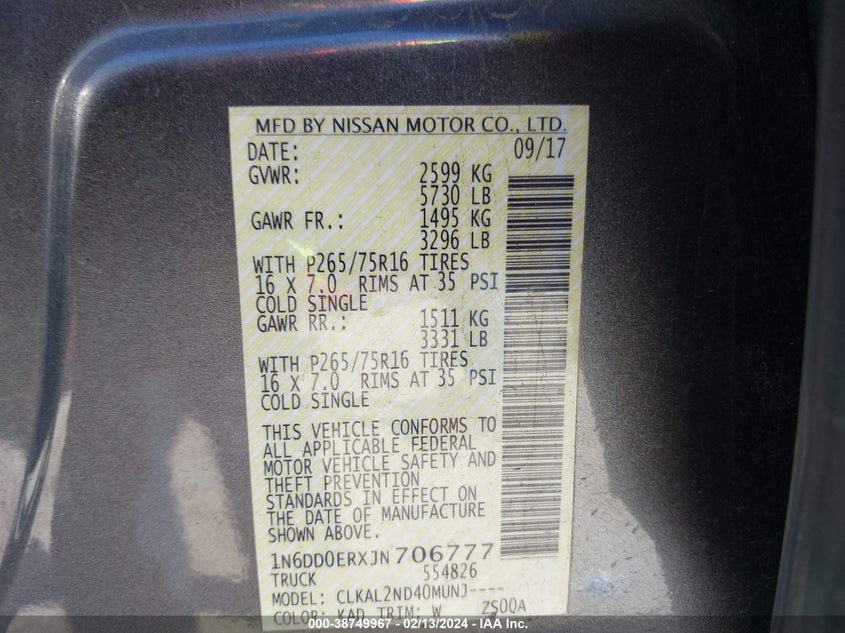 MFD BY NISSAN MOTOR CO., LTD.
DATE: 09/17
GVWR: 2599 KG
5730 LB
GAWR FR.: 1495 KG
3296 LB
WITH P265/75R16 TIRES
16 X 7.0 RIMS AT 35 PSI
COLD SINGLE
GAWR RR.: 1511 KG
3331 LB
WITH P265/75R16 TIRES
16 X 7.0 RIMS AT 35 PSI
COLD SINGLE
THIS VEHICLE CONFORMS TO
ALL APPLICABLE FEDERAL
MOTOR VEHICLE SAFETY AND
THEFT PREVENTION
STANDARDS IN EFFECT ON
THE DATE OF MANUFACTURE
SHOWN ABOVE.
1N6DD0ERXJN706777
TRUCK 554826
MODEL: CLKAL2ND40MUNJ----
COLOR: KAD TRIM: W ZS0QA
000-38749967 - 02/13/2024 - IAA Inc.